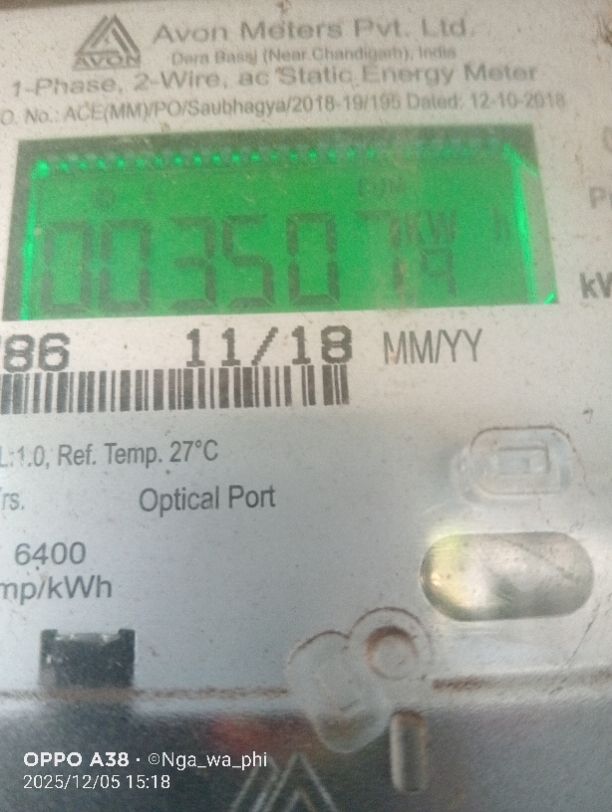 Avon Meters Pvt. Ltd.
AVON
Dera Bassi (Near Chandigarh), India
1-Phase, 2-Wire, ac Static Energy Meter
O. No.: ACE(MM)/PO/Saubhagya/2018-19/195 Dated: 12-10-2018
00350
KW h
kW
86 11/18 MM/YY
L:1.0, Ref. Temp. 27°C
rs. Optical Port
6400
mp/kWh
OPPO A38 · ©Nga_wa_phi
2025/12/05 15:18